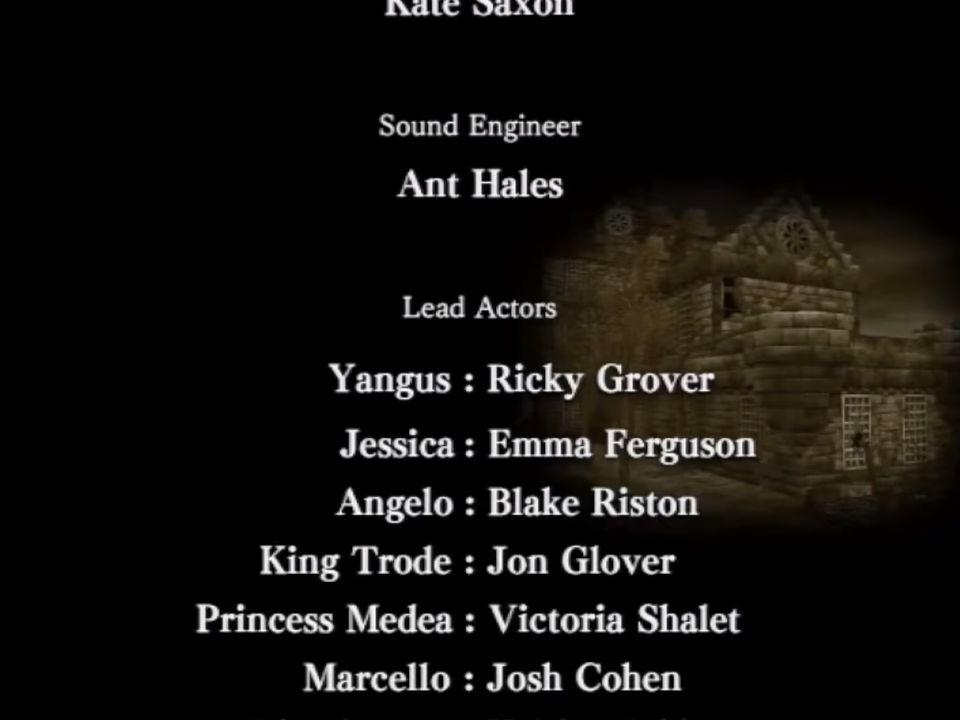 Kate Saxon
Sound Engineer
Ant Hales
Lead Actors
Yangus : Ricky Grover
Jessica : Emma Ferguson
Angelo : Blake Riston
King Trode : Jon Glover
Princess Medea : Victoria Shalet
Marcello : Josh Cohen